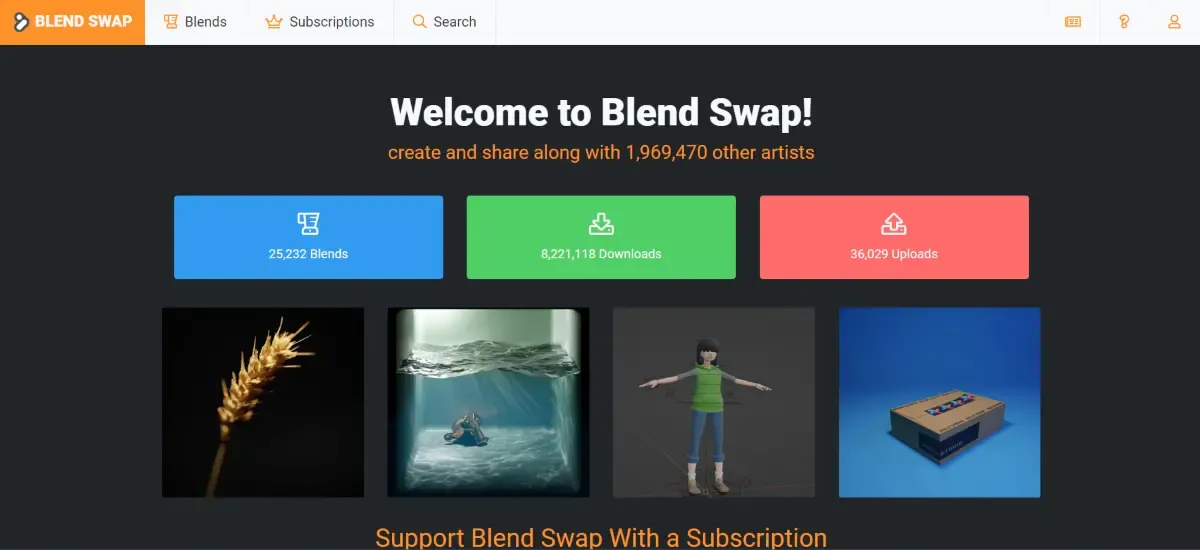 BLEND SWAP
Blends
Subscriptions
Search
Welcome to Blend Swap!
create and share along with 1,969,470 other artists
25,232 Blends
8,221,118 Downloads
36,029 Uploads
STUDIO
Support Blend Swap With a Subscription